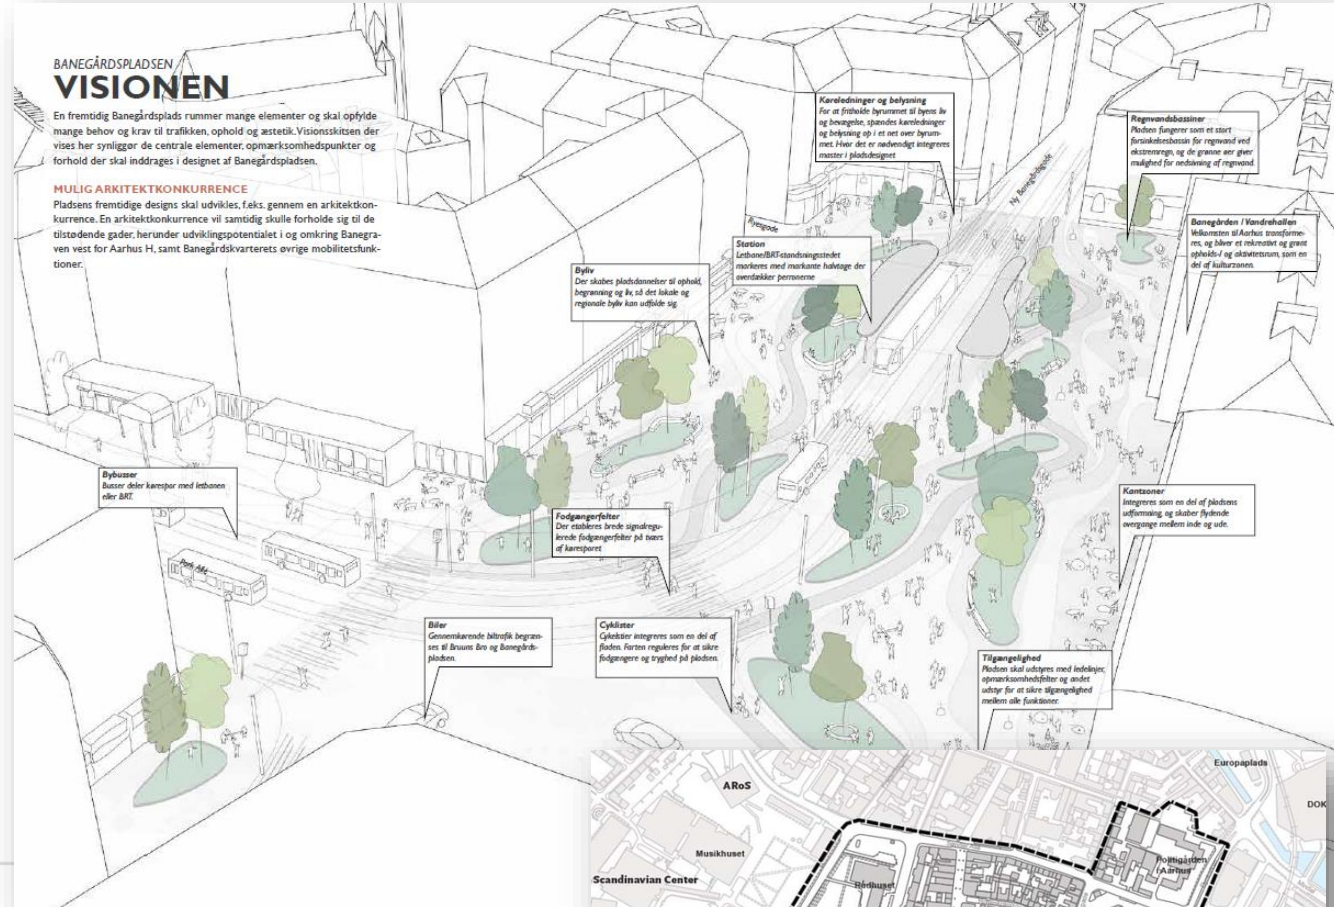 BANEGÅRDSPLADSEN
VISIONEN
En fremtidig Banegårdsplads rummer mange elementer og skal opfylde
mange behov og krav til trafikken, ophold og æstetik. Visionsskitsen der
vises her synliggør de centrale elementer, opmærksomhedspunkter og
forhold der skal inddrages i designet af Banegårdspladsen.
MULIG ARKITEKTKONKURRENCE
Pladsens fremtidige designs skal udvikles, f.eks. gennem en arkitektkon-
kurrence. En arkitektkonkurrence vil samtidig skulle forholde sig til de
tilstødende gader, herunder udviklingspotentialet i og omkring Banegra-
ven vest for Aarhus H, samt Banegårdskvarterets øvrige mobilitetsfunk-
tioner.
Køreledninger og belysning
For at fritholde byrummet til byens liv
og bevægelse, spændes køreledninger
og belysning op i et net over byrum-
met. Hvor det er nødvendigt integreres
master i pladsdesignet
Regnvandsbassiner
Pladsen fungerer som et stort
forsinkelsesbassin for regnvand ved
ekstremregn, og de grønne øer giver
mulighed for nedsivning af regnvand.
Ny Banegårdsgade
Ryesgade
Banegården / Vandrehallen
Velkomsten til Aarhus transforme-
res, og bliver et rekreativt og grønt
opholds-/ og aktivitetsrum, som en
del af kulturzonen.
Station
Letbane/BRT-standsningsstedet
markeres med markante halvtage der
overdækker perronerne
Byliv
Der skabes pladsdannelser til ophold,
begrønning og liv, så det lokale og
regionale byliv kan udfolde sig.
Bybusser
Busser deler kørespor med letbanen
eller BRT.
Park Allé
Fodgængerfelter
Der etableres brede signalregu-
lerede fodgængerfelter på tværs
af køresporet
Kantzoner
Integreres som en del af pladsens
udformning, og skaber flydende
overgange mellem inde og ude.
Biler
Gennemkørende biltrafik begræn-
ses til Bruuns Bro og Banegårds-
pladsen.
Cyklister
Cykelstier integreres som en del af
fladen. Farten reguleres for at sikre
fodgængere og tryghed på pladsen.
Tilgængelighed
Pladsen skal udstyres med ledelinjer,
opmærksomhedsfelter og andet
udstyr for at sikre tilgængelighed
mellem alle funktioner.
Europaplads
ARoS
DOK
Musikhuset
Politigården
i Aarhus
Scandinavian Center
Rådhuset